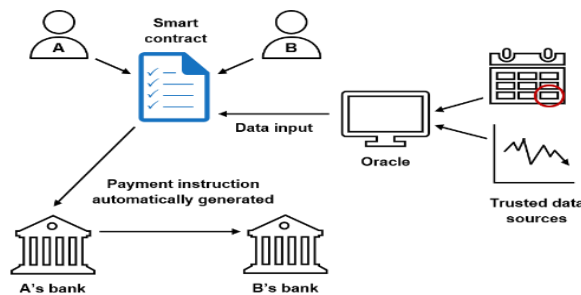 Smart
contract
A
B
Data input
Oracle
Trusted data
sources
Payment instruction
automatically generated
A's bank
B's bank